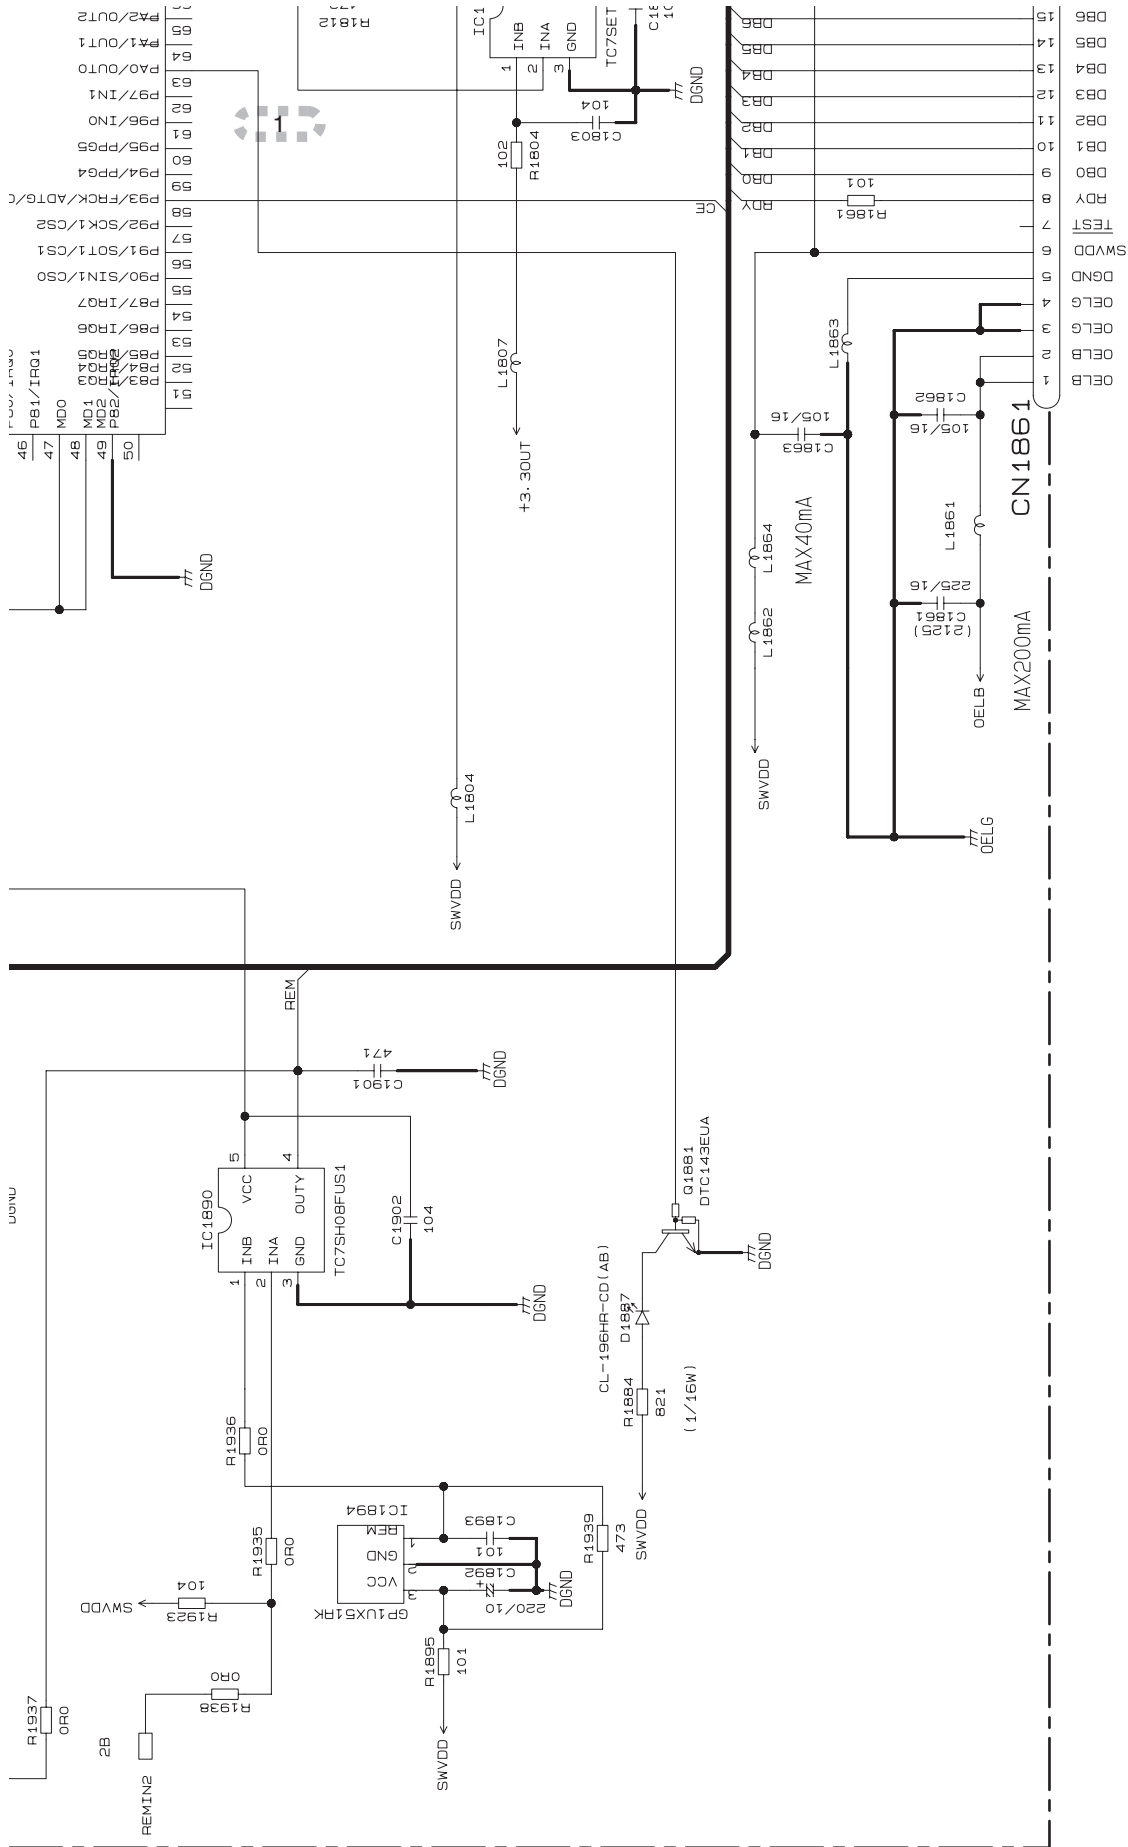 PA2/OUT2
65
PA1/OUT1
64
PA0/OUT0
63
P97/IN1
62
P96/IN0
61
P95/PPG5
60
P94/PPG4
59
P93/FRCK/ADTG/C
58
P92/SCK1/CS2
57
P91/SOT1/CS1
56
P90/SIN1/CS0
55
P87/IRQ7
54
P86/IRQ6
53
P85/IRQ5
52
P84/IRQ4
P83/IRQ3
51
P81/IRQ1
MD0
MD1
MD2
P82/IRQ2
46
47
48
49
50
DGND
1
R1812
IC1
INB
INA
GND
1
2
3
TC7SET
DGND
104
C1803
102
R1804
L1807
+3.3OUT
L1804
SWVDD
CE
DB6
DB5
DB4
DB3
DB2
DB1
DB0
RDY
101
R1861
15 DB6
14 DB5
13 DB4
12 DB3
11 DB2
10 DB1
9 DB0
8 RDY
7 TEST
6 SWVDD
5 DGND
4 OELG
3 OELG
2 OELB
1 OELB
CN1861
L1863
C1862
105/16
105/16
C1863
MAX40mA
L1864
L1862
SWVDD
L1861
225/16
C1861
(2125)
OELB
MAX200mA
OELG
REM
471
C1901
DGND
DGND
IC1890
5
4
VCC
OUTY
INB
INA
GND
1
2
3
TC7SH08FUS1
C1902
104
DGND
Q1881
DTC143EUA
DGND
CL-196HR-CD(AB)
D1887
R1884
821
(1/16W)
SWVDD
R1936
0R0
R1935
0R0
IC1894
REM
GND
VCC
1
2
3
GP1UX51RK
C1893
101
C1892
+
220/10
DGND
R1939
473
R1895
101
SWVDD
SWVDD
104
R1923
0R0
R1938
R1937
0R0
2B
REMIN2